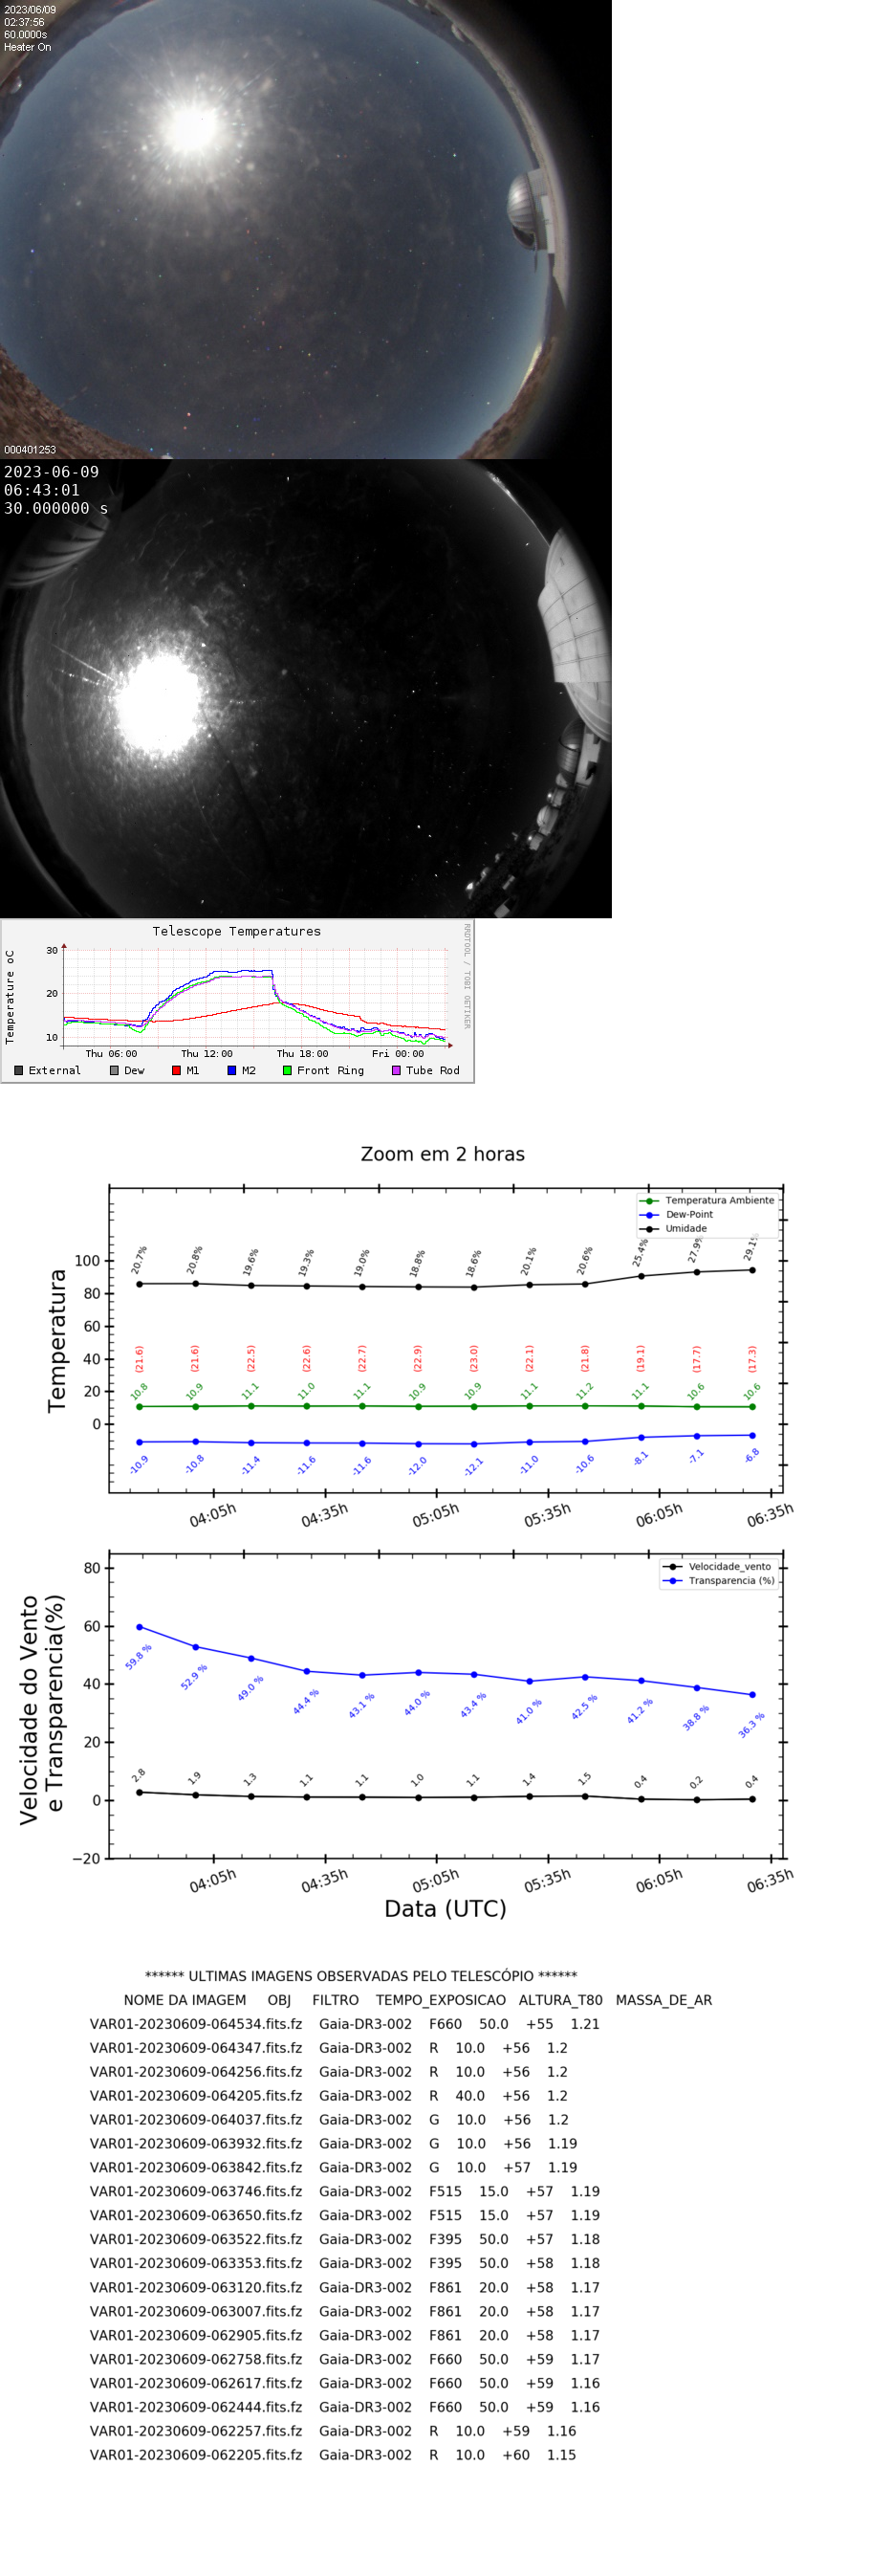 2023/06/09
02:37:56
60.0000s
Heater On
000401253
2023-06-09
06:43:01
30.000000 s
Telescope Temperatures
RRDTOOL / TOBI OETIKER
Temperature oC
30
20
10
Thu 06:00 Thu 12:00 Thu 18:00 Fri 00:00
External Dew M1 M2 Front Ring Tube Rod
Zoom em 2 horas
Temperatura Ambiente
Dew-Point
Umidade
Temperatura
100
80
60
40
20
0
20.7% 20.8% 19.6% 19.3% 19.0% 18.8% 18.6% 20.1% 20.6% 25.4% 27.9% 29.1%
(21.6) (21.6) (22.5) (22.6) (22.7) (22.9) (23.0) (22.1) (21.8) (19.1) (17.7) (17.3)
10.8 10.9 11.1 11.0 11.1 10.9 10.9 11.1 11.2 11.1 10.6 10.6
-10.9 -10.8 -11.4 -11.6 -11.6 -12.0 -12.1 -11.0 -10.6 -8.1 -7.1 -6.8
04:05h 04:35h 05:05h 05:35h 06:05h 06:35h
Velocidade_vento
Transparencia (%)
Velocidade do Vento
e Transparencia(%)
80
60
40
20
0
−20
59.8 % 52.9 % 49.0 % 44.4 % 43.1 % 44.0 % 43.4 % 41.0 % 42.5 % 41.2 % 38.8 % 36.3 %
2.8 1.9 1.3 1.1 1.1 1.0 1.1 1.4 1.5 0.4 0.2 0.4
04:05h 04:35h 05:05h 05:35h 06:05h 06:35h
Data (UTC)
****** ULTIMAS IMAGENS OBSERVADAS PELO TELESCÓPIO ******
NOME DA IMAGEM OBJ FILTRO TEMPO_EXPOSICAO ALTURA_T80 MASSA_DE_AR
VAR01-20230609-064534.fits.fz Gaia-DR3-002 F660 50.0 +55 1.21
VAR01-20230609-064347.fits.fz Gaia-DR3-002 R 10.0 +56 1.2
VAR01-20230609-064256.fits.fz Gaia-DR3-002 R 10.0 +56 1.2
VAR01-20230609-064205.fits.fz Gaia-DR3-002 R 40.0 +56 1.2
VAR01-20230609-064037.fits.fz Gaia-DR3-002 G 10.0 +56 1.2
VAR01-20230609-063932.fits.fz Gaia-DR3-002 G 10.0 +56 1.19
VAR01-20230609-063842.fits.fz Gaia-DR3-002 G 10.0 +57 1.19
VAR01-20230609-063746.fits.fz Gaia-DR3-002 F515 15.0 +57 1.19
VAR01-20230609-063650.fits.fz Gaia-DR3-002 F515 15.0 +57 1.19
VAR01-20230609-063522.fits.fz Gaia-DR3-002 F395 50.0 +57 1.18
VAR01-20230609-063353.fits.fz Gaia-DR3-002 F395 50.0 +58 1.18
VAR01-20230609-063120.fits.fz Gaia-DR3-002 F861 20.0 +58 1.17
VAR01-20230609-063007.fits.fz Gaia-DR3-002 F861 20.0 +58 1.17
VAR01-20230609-062905.fits.fz Gaia-DR3-002 F861 20.0 +58 1.17
VAR01-20230609-062758.fits.fz Gaia-DR3-002 F660 50.0 +59 1.17
VAR01-20230609-062617.fits.fz Gaia-DR3-002 F660 50.0 +59 1.16
VAR01-20230609-062444.fits.fz Gaia-DR3-002 F660 50.0 +59 1.16
VAR01-20230609-062257.fits.fz Gaia-DR3-002 R 10.0 +59 1.16
VAR01-20230609-062205.fits.fz Gaia-DR3-002 R 10.0 +60 1.15